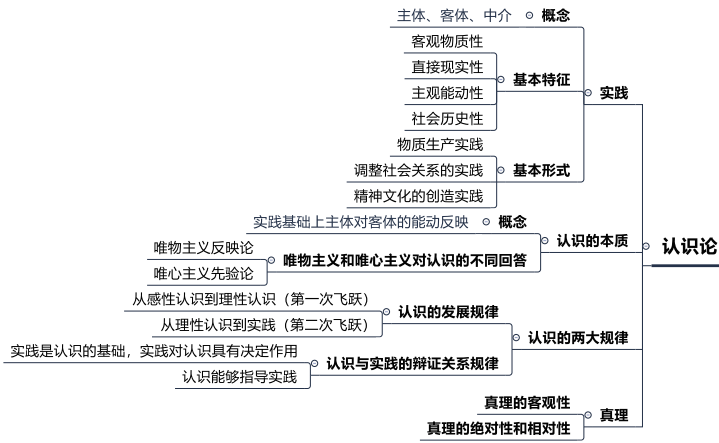 认识论
实践
概念
主体、客体、中介
基本特征
客观物质性
直接现实性
主观能动性
社会历史性
基本形式
物质生产实践
调整社会关系的实践
精神文化的创造实践
认识的本质
概念
实践基础上主体对客体的能动反映
唯物主义和唯心主义对认识的不同回答
唯物主义反映论
唯心主义先验论
认识的两大规律
认识的发展规律
从感性认识到理性认识（第一次飞跃）
从理性认识到实践（第二次飞跃）
认识与实践的辩证关系规律
实践是认识的基础，实践对认识具有决定作用
认识能够指导实践
真理
真理的客观性
真理的绝对性和相对性